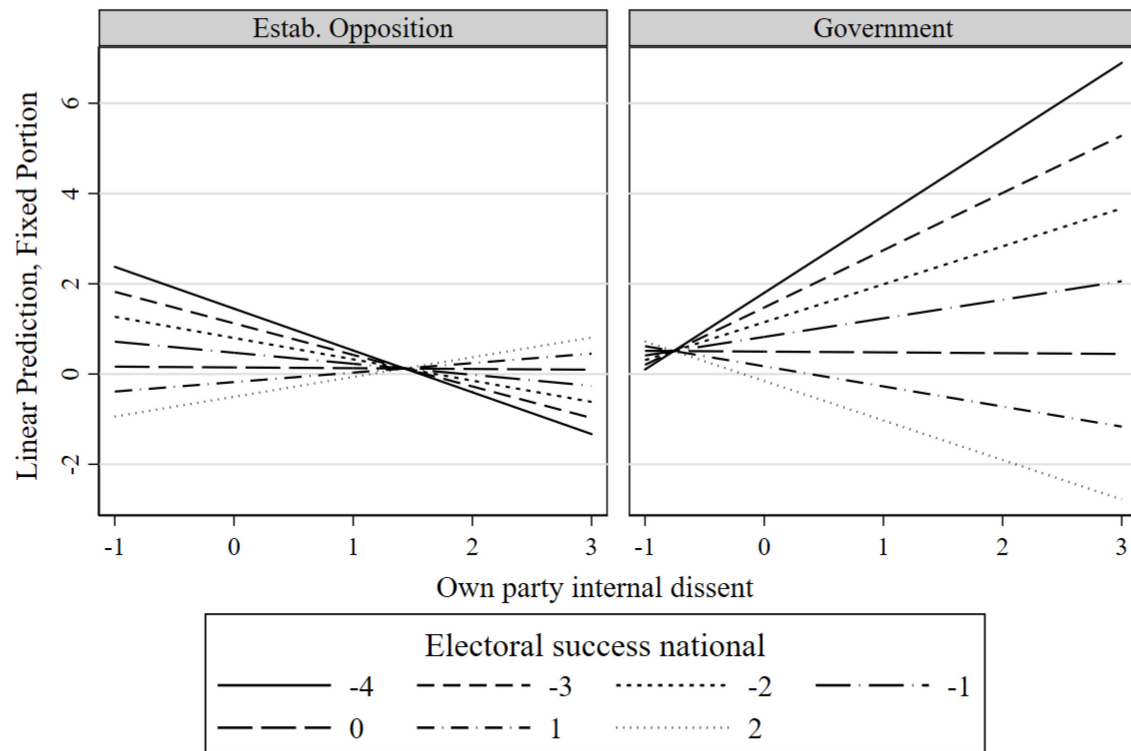 Estab. Opposition Government
Linear Prediction, Fixed Portion
6
4
2
0
-2
-1 0 1 2 3 -1 0 1 2 3
Own party internal dissent
Electoral success national
-4 -3 -2 -1
0 1 2